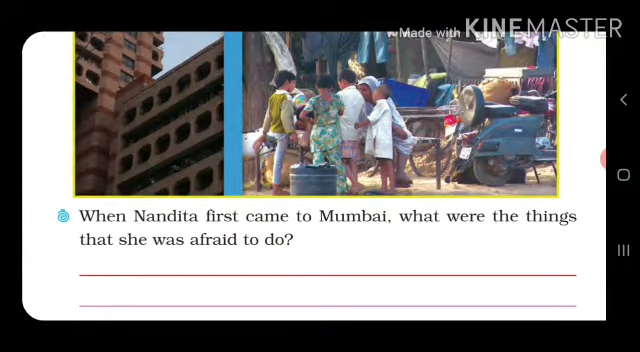 Made with KINEMASTER
When Nandita first came to Mumbai, what were the things
that she was afraid to do?